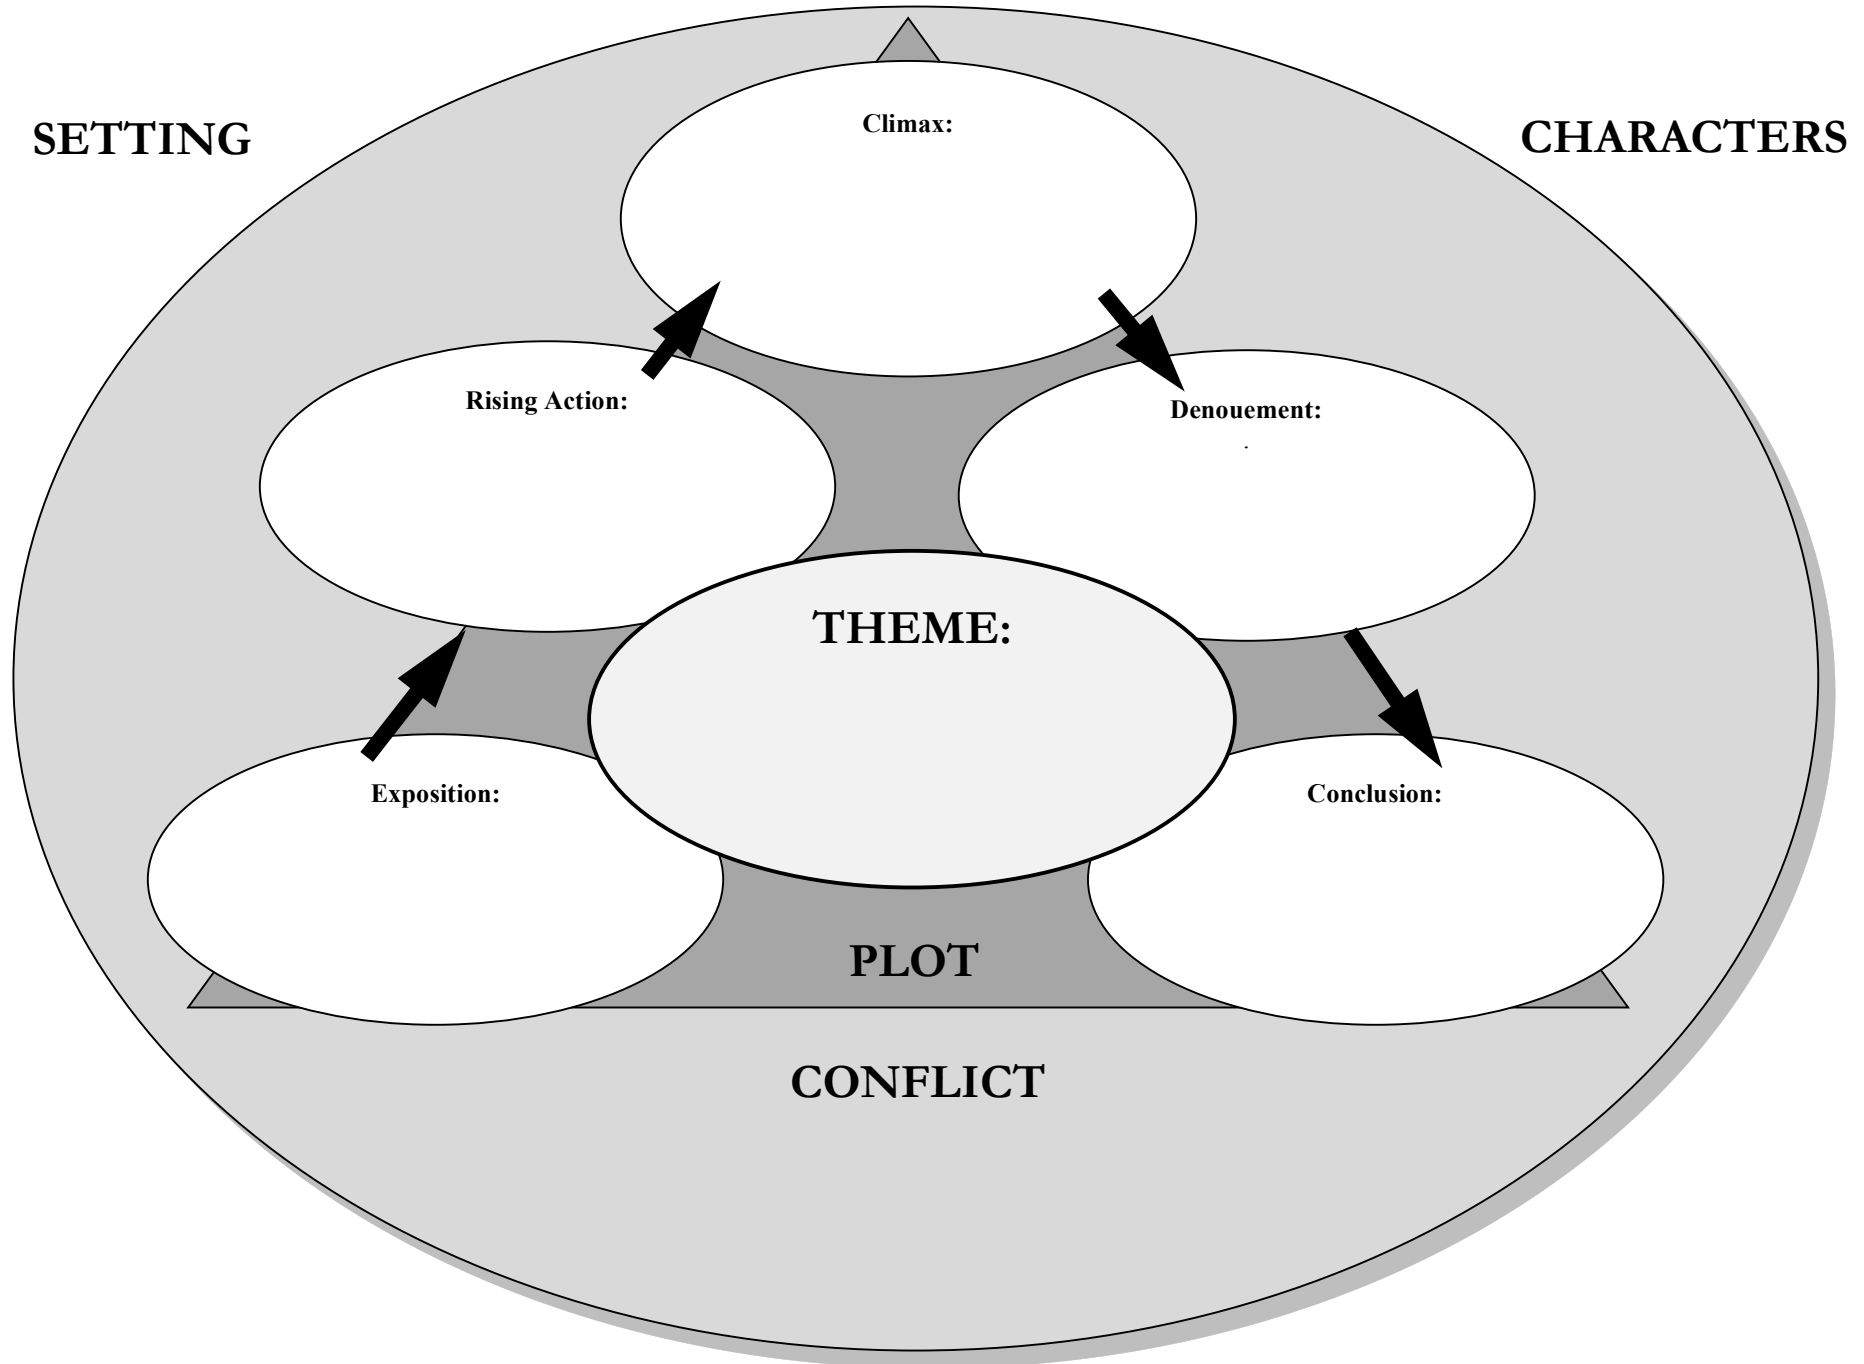 SETTING
CHARACTERS
Climax:
Rising Action:
Denouement:
.
THEME:
Exposition:
Conclusion:
PLOT
CONFLICT